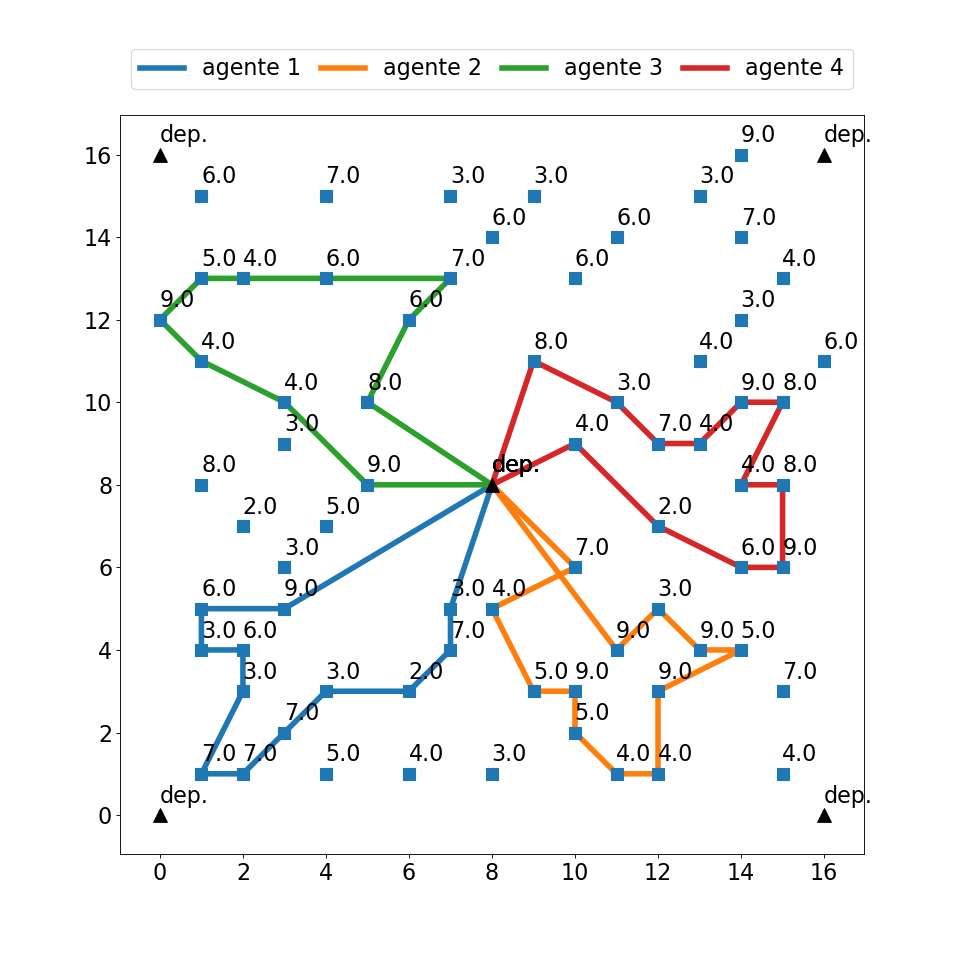 agente 1 agente 2 agente 3 agente 4
9.0
dep. dep.
16
6.0 7.0 3.0 3.0 3.0
6.0 6.0 7.0
14
5.0 4.0 6.0 7.0 6.0 4.0
9.0 6.0 3.0
12
4.0 8.0 4.0 6.0
4.0 8.0 3.0 9.0 8.0
10
3.0 4.0 7.0 4.0
8.0 9.0 dep. 4.0 8.0
8
2.0 5.0 2.0
3.0 7.0 6.0 9.0
6
6.0 9.0 3.0 4.0 3.0
3.0 6.0 7.0 9.0 9.0 5.0
4
3.0 3.0 2.0 5.0 9.0 9.0 7.0
7.0 5.0
2
7.0 7.0 5.0 4.0 3.0 4.0 4.0 4.0
dep. dep.
0
0 2 4 6 8 10 12 14 16